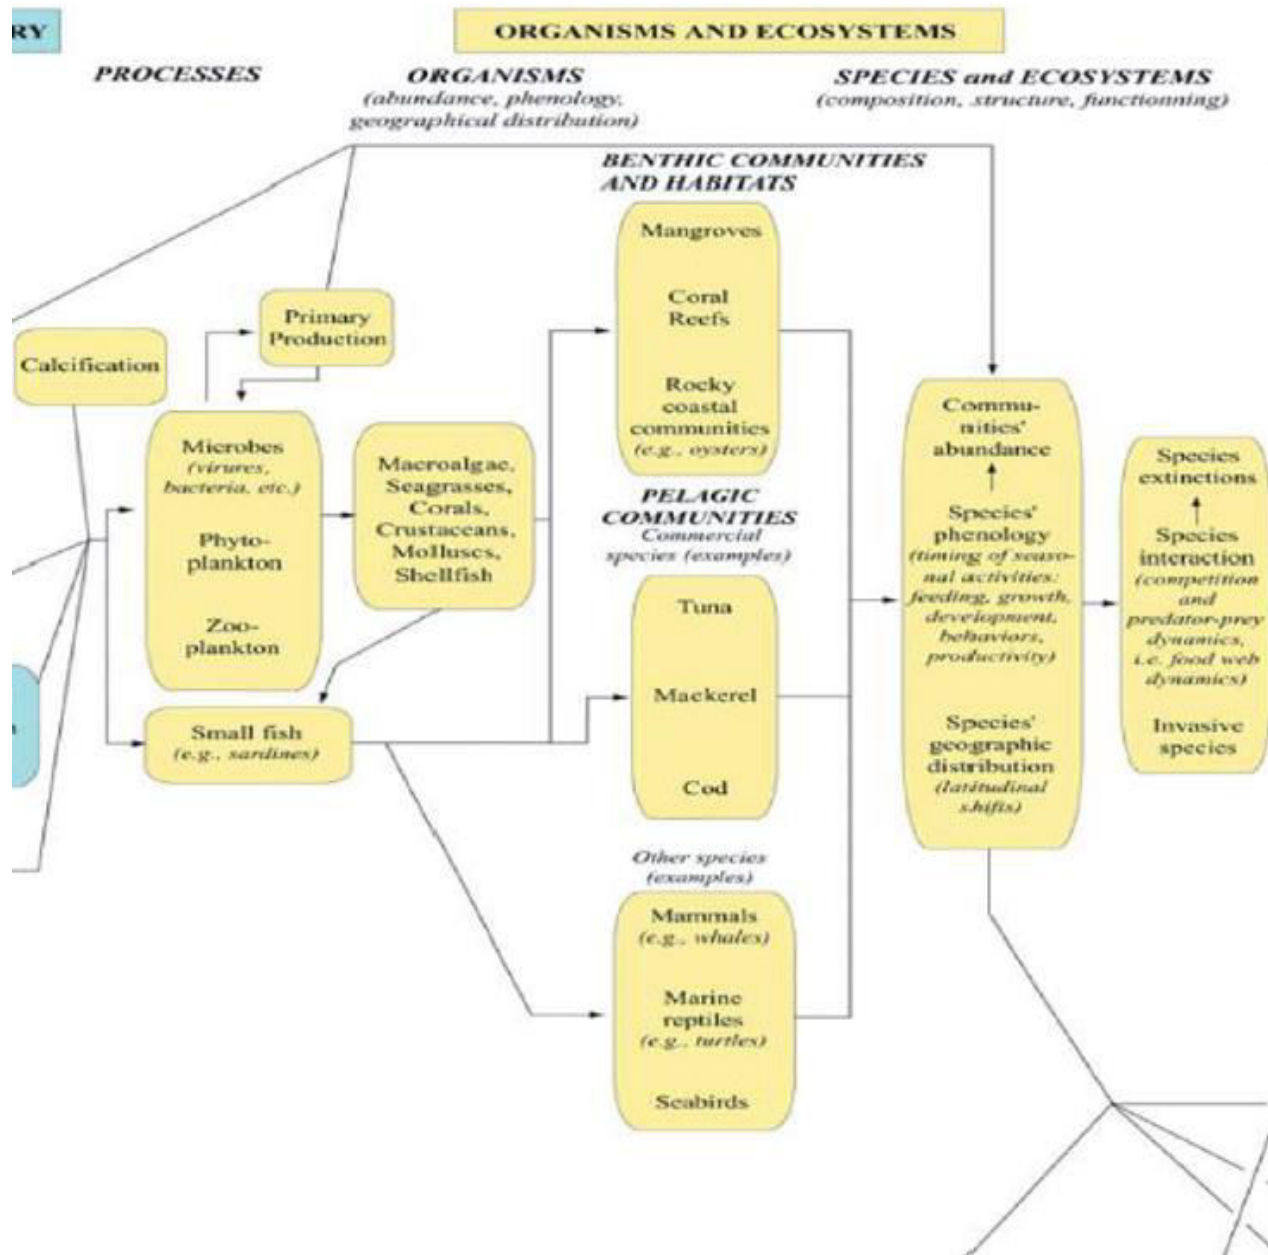 RY
ORGANISMS AND ECOSYSTEMS
PROCESSES
ORGANISMS
(abundance, phenology,
geographical distribution)
SPECIES and ECOSYSTEMS
(composition, structure, functionning)
BENTHIC COMMUNITIES
AND HABITATS
Mangroves
Coral
Reefs
Rocky
coastal
communities
(e.g., oysters)
Primary
Production
Calcification
Microbes
(virures,
bacteria, etc.)
Phyto-
plankton
Zoo-
plankton
Macroalgae,
Seagrasses,
Corals,
Crustaceans,
Molluscs,
Shellfish
Small fish
(e.g., sardines)
PELAGIC
COMMUNITIES
Commercial
species (examples)
Tuna
Mackerel
Cod
Other species
(examples)
Mammals
(e.g., whales)
Marine
reptiles
(e.g., turtles)
Seabirds
Commu-
nities'
abundance
Species'
phenology
(timing of seaso-
nal activities:
feeding, growth,
development,
behaviors,
productivity)
Species'
geographic
distribution
(latitudinal
shifts)
Species
extinctions
Species
interaction
(competition
and
predator-prey
dynamics,
i.e. food web
dynamics)
Invasive
species